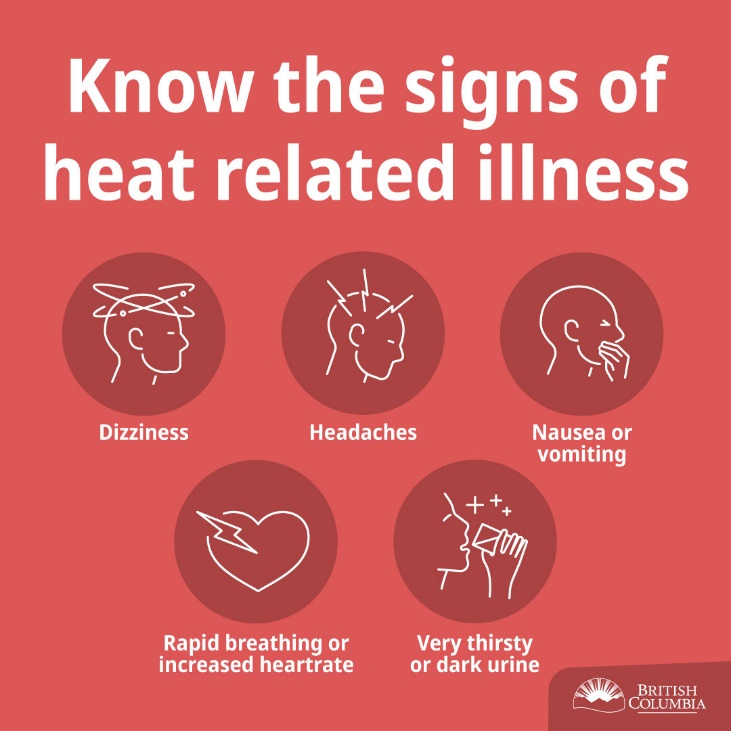 Know the signs of
heat related illness
Dizziness
Headaches
Nausea or
vomiting
Rapid breathing or
increased heartrate
Very thirsty
or dark urine
BRITISH
COLUMBIA